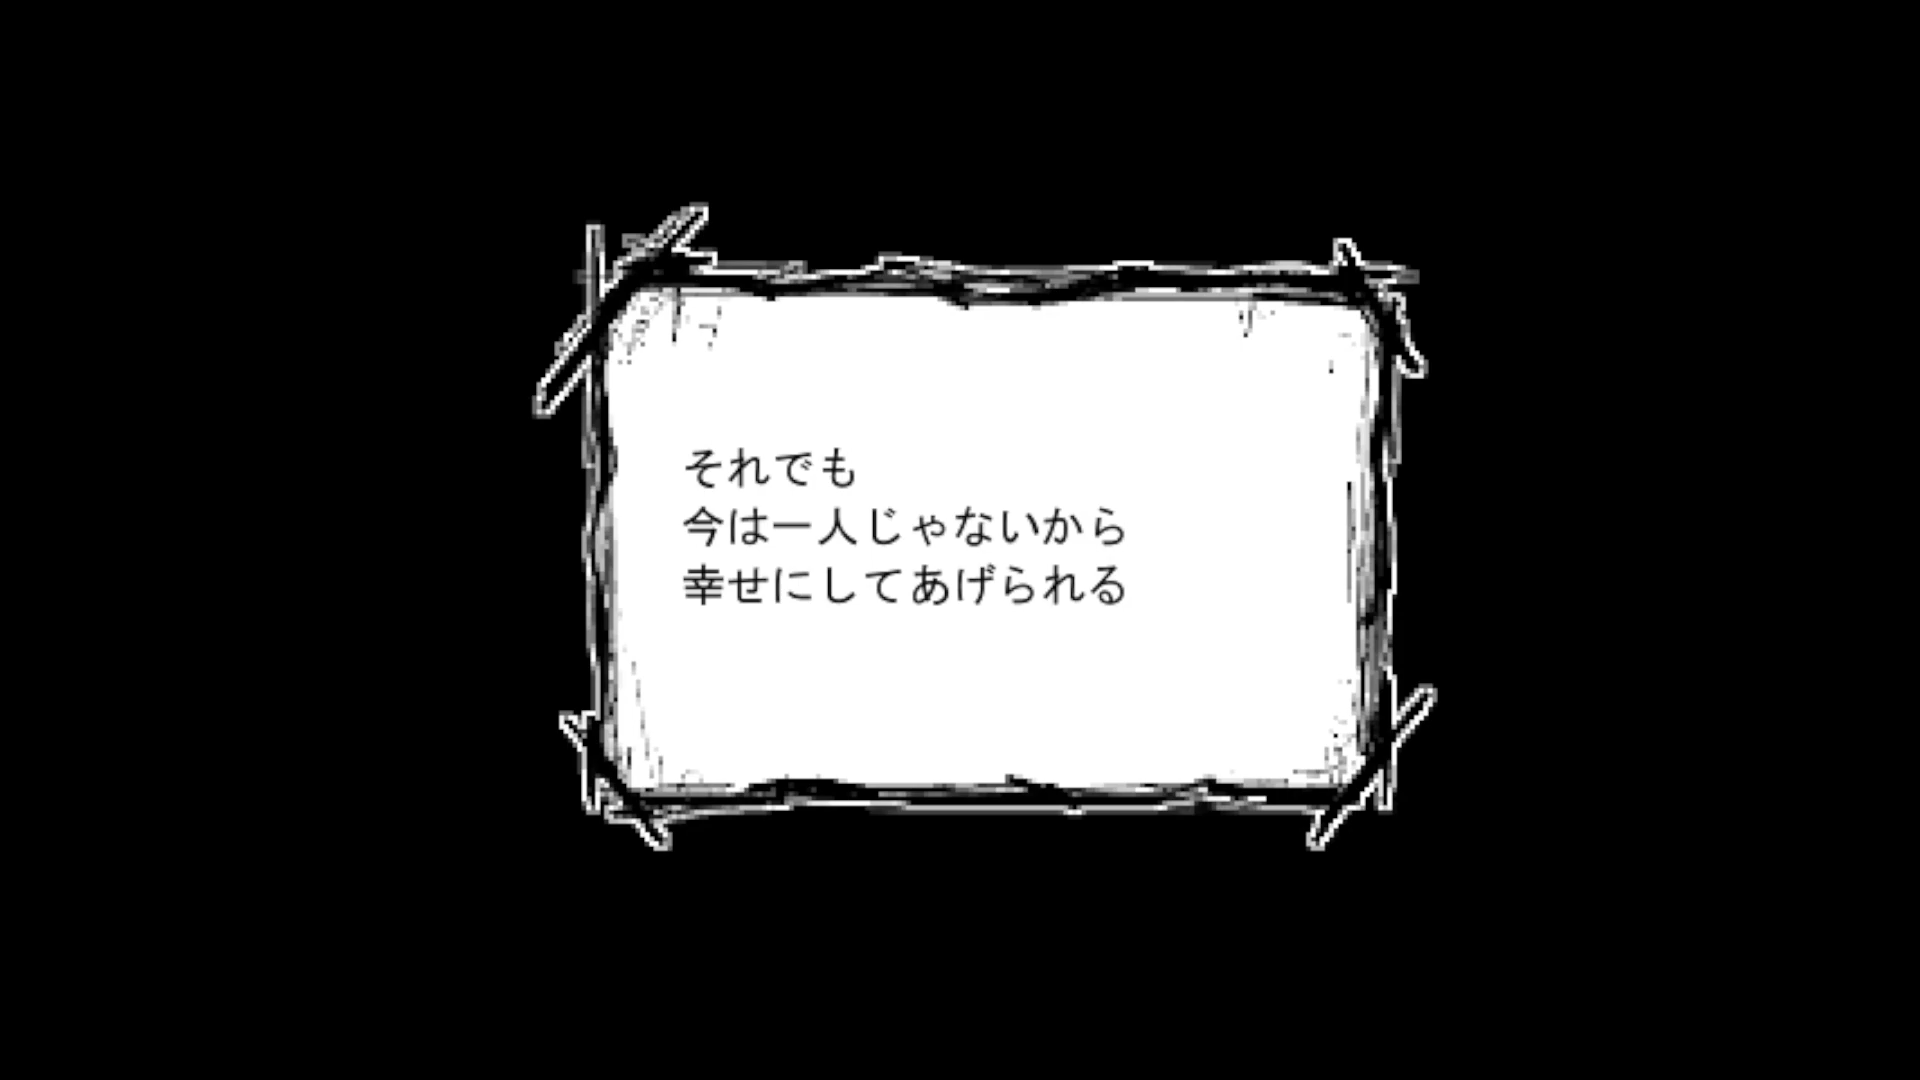 それでも
今は一人じゃないから
幸せにしてあげられる